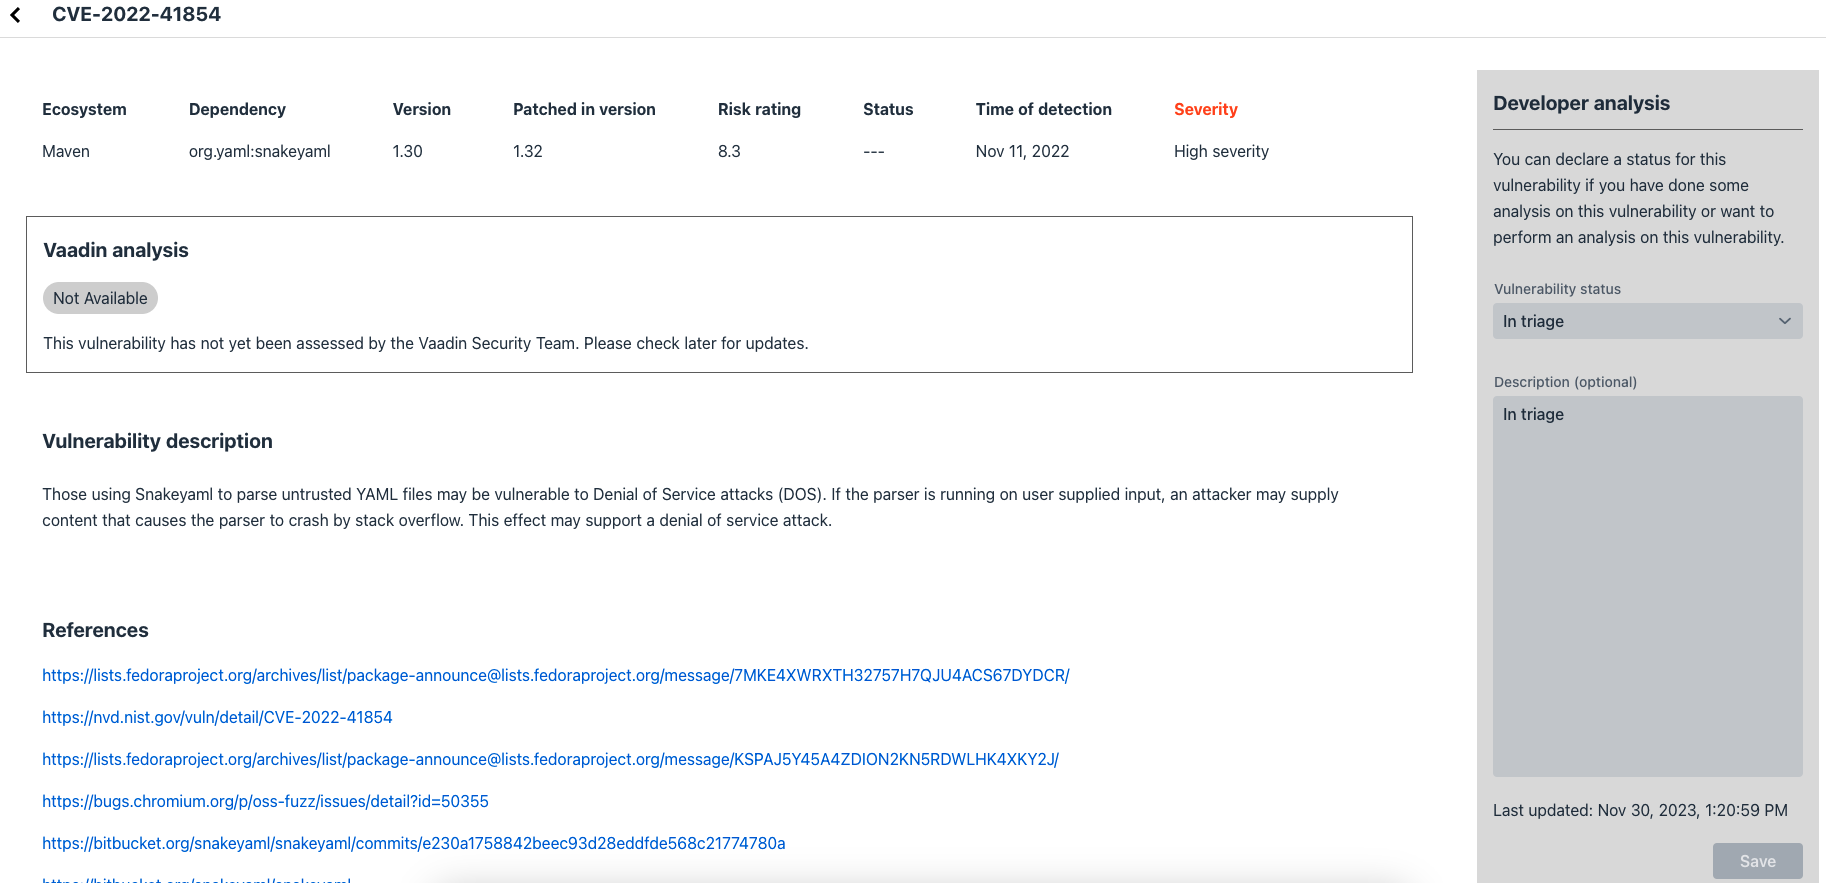 CVE-2022-41854
Ecosystem Dependency Version Patched in version Risk rating Status Time of detection Severity
Maven org.yaml:snakeyaml 1.30 1.32 8.3 --- Nov 11, 2022 High severity
Vaadin analysis
Not Available
This vulnerability has not yet been assessed by the Vaadin Security Team. Please check later for updates.
Vulnerability description
Those using Snakeyaml to parse untrusted YAML files may be vulnerable to Denial of Service attacks (DOS). If the parser is running on user supplied input, an attacker may supply
content that causes the parser to crash by stack overflow. This effect may support a denial of service attack.
References
https://lists.fedoraproject.org/archives/list/package-announce@lists.fedoraproject.org/message/7MKE4XWRXTH32757H7QJU4ACS67DYDCR/
https://nvd.nist.gov/vuln/detail/CVE-2022-41854
https://lists.fedoraproject.org/archives/list/package-announce@lists.fedoraproject.org/message/KSPAJ5Y45A4ZDION2KN5RDWLHK4XKY2J/
https://bugs.chromium.org/p/oss-fuzz/issues/detail?id=50355
https://bitbucket.org/snakeyaml/snakeyaml/commits/e230a1758842beec93d28eddfde568c21774780a
Developer analysis
You can declare a status for this
vulnerability if you have done some
analysis on this vulnerability or want to
perform an analysis on this vulnerability.
Vulnerability status
In triage
Description (optional)
In triage
Last updated: Nov 30, 2023, 1:20:59 PM
Save